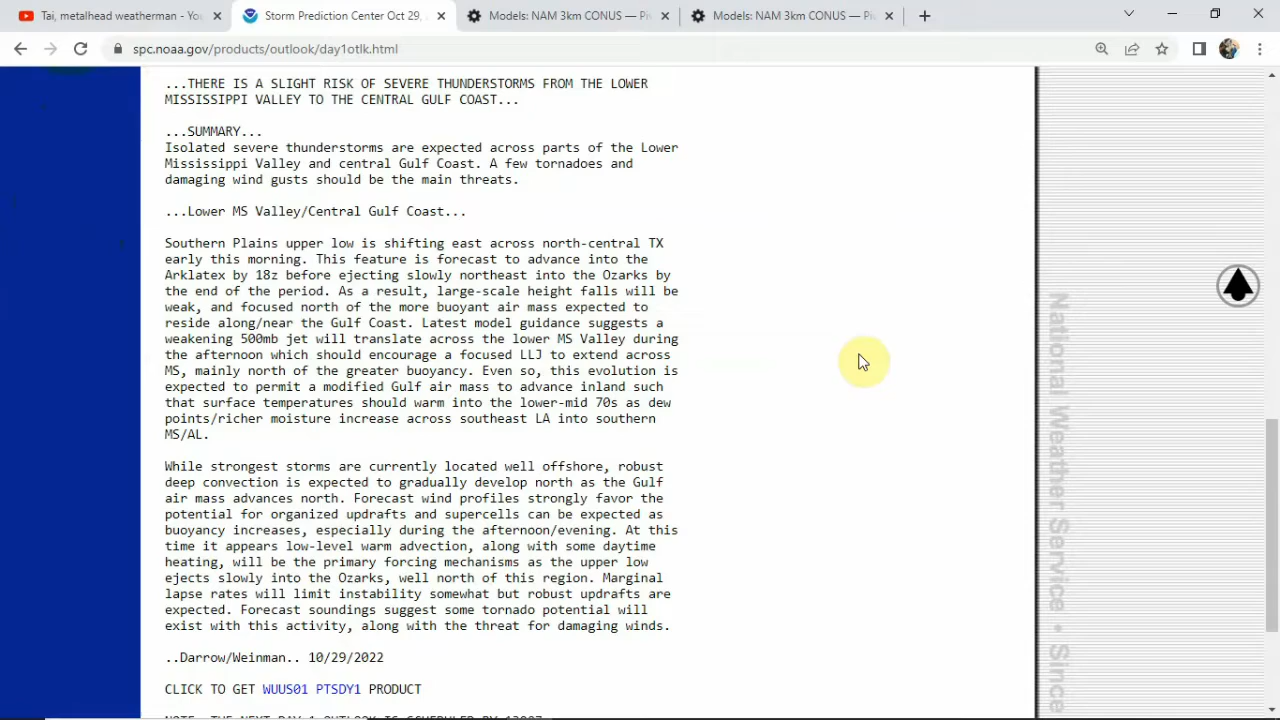 Tai, metalhead weatherman - You
Storm Prediction Center Oct 29,
Models: NAM 3km CONUS — Pi
Models: NAM 3km CONUS — Pi
spc.noaa.gov/products/outlook/day1otlk.html
...THERE IS A SLIGHT RISK OF SEVERE THUNDERSTORMS FROM THE LOWER
MISSISSIPPI VALLEY TO THE CENTRAL GULF COAST...
...SUMMARY...
Isolated severe thunderstorms are expected across parts of the Lower
Mississippi Valley and central Gulf Coast. A few tornadoes and
damaging wind gusts should be the main threats.
...Lower MS Valley/Central Gulf Coast...
Southern Plains upper low is shifting east across north-central TX
early this morning. This feature is forecast to advance into the
Arklatex by 18z before ejecting slowly northeast into the Ozarks by
the end of the period. As a result, large-scale height falls will be
weak, and focused north of the more buoyant air mass expected to
reside along/near the Gulf Coast. Latest model guidance suggests a
weakening 500mb jet will translate across the lower MS Valley during
the afternoon which should encourage a focused LLJ to extend across
MS, mainly north of the greater buoyancy. Even so, this evolution is
expected to permit a modified Gulf air mass to advance inland such
that surface temperatures should warm into the lower-mid 70s as dew
points/richer moisture increase across southeast LA into southern
MS/AL.
While strongest storms are currently located well offshore, robust
deep convection is expected to gradually develop north as the Gulf
air mass advances north. Forecast wind profiles strongly favor the
potential for organized updrafts and supercells can be expected as
buoyancy increases, especially during the afternoon/evening. At this
time it appears low-level warm advection, along with some daytime
heating, will be the primary forcing mechanisms as the upper low
ejects slowly into the Ozarks, well north of this region. Marginal
lapse rates will limit instability somewhat but robust updrafts are
expected. Forecast soundings suggest some tornado potential will
exist with this activity, along with the threat for damaging winds.
..Darrow/Weinman.. 10/29/2022
CLICK TO GET WUUS01 PTSDY1 PRODUCT
NOTE: THE NEXT DAY 1 OUTLOOK IS SCHEDULED BY 1300Z
National Weather Service • Since